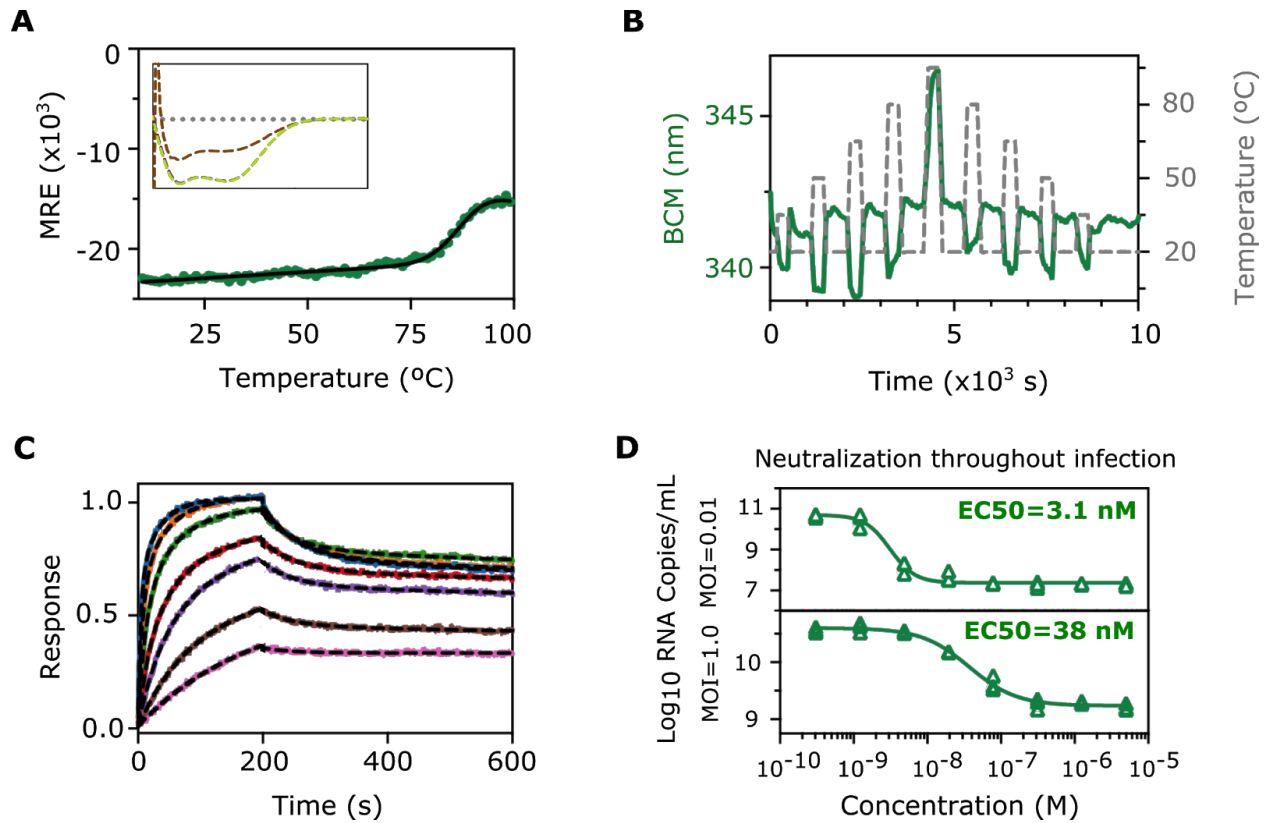 A
0
-10
-20
MRE (x10³)
25
50
75
100
Temperature (ºC)
B
345
340
BCM (nm)
80
50
20
Temperature (ºC)
0
5
10
Time (x10³ s)
C
1.0
0.5
0.0
Response
0
200
400
600
Time (s)
D
Neutralization throughout infection
Log10 RNA Copies/mL
MOI=0.01
11
9
7
EC50=3.1 nM
MOI=1.0
10
9
EC50=38 nM
10⁻¹⁰
10⁻⁹
10⁻⁸
10⁻⁷
10⁻⁶
10⁻⁵
Concentration (M)